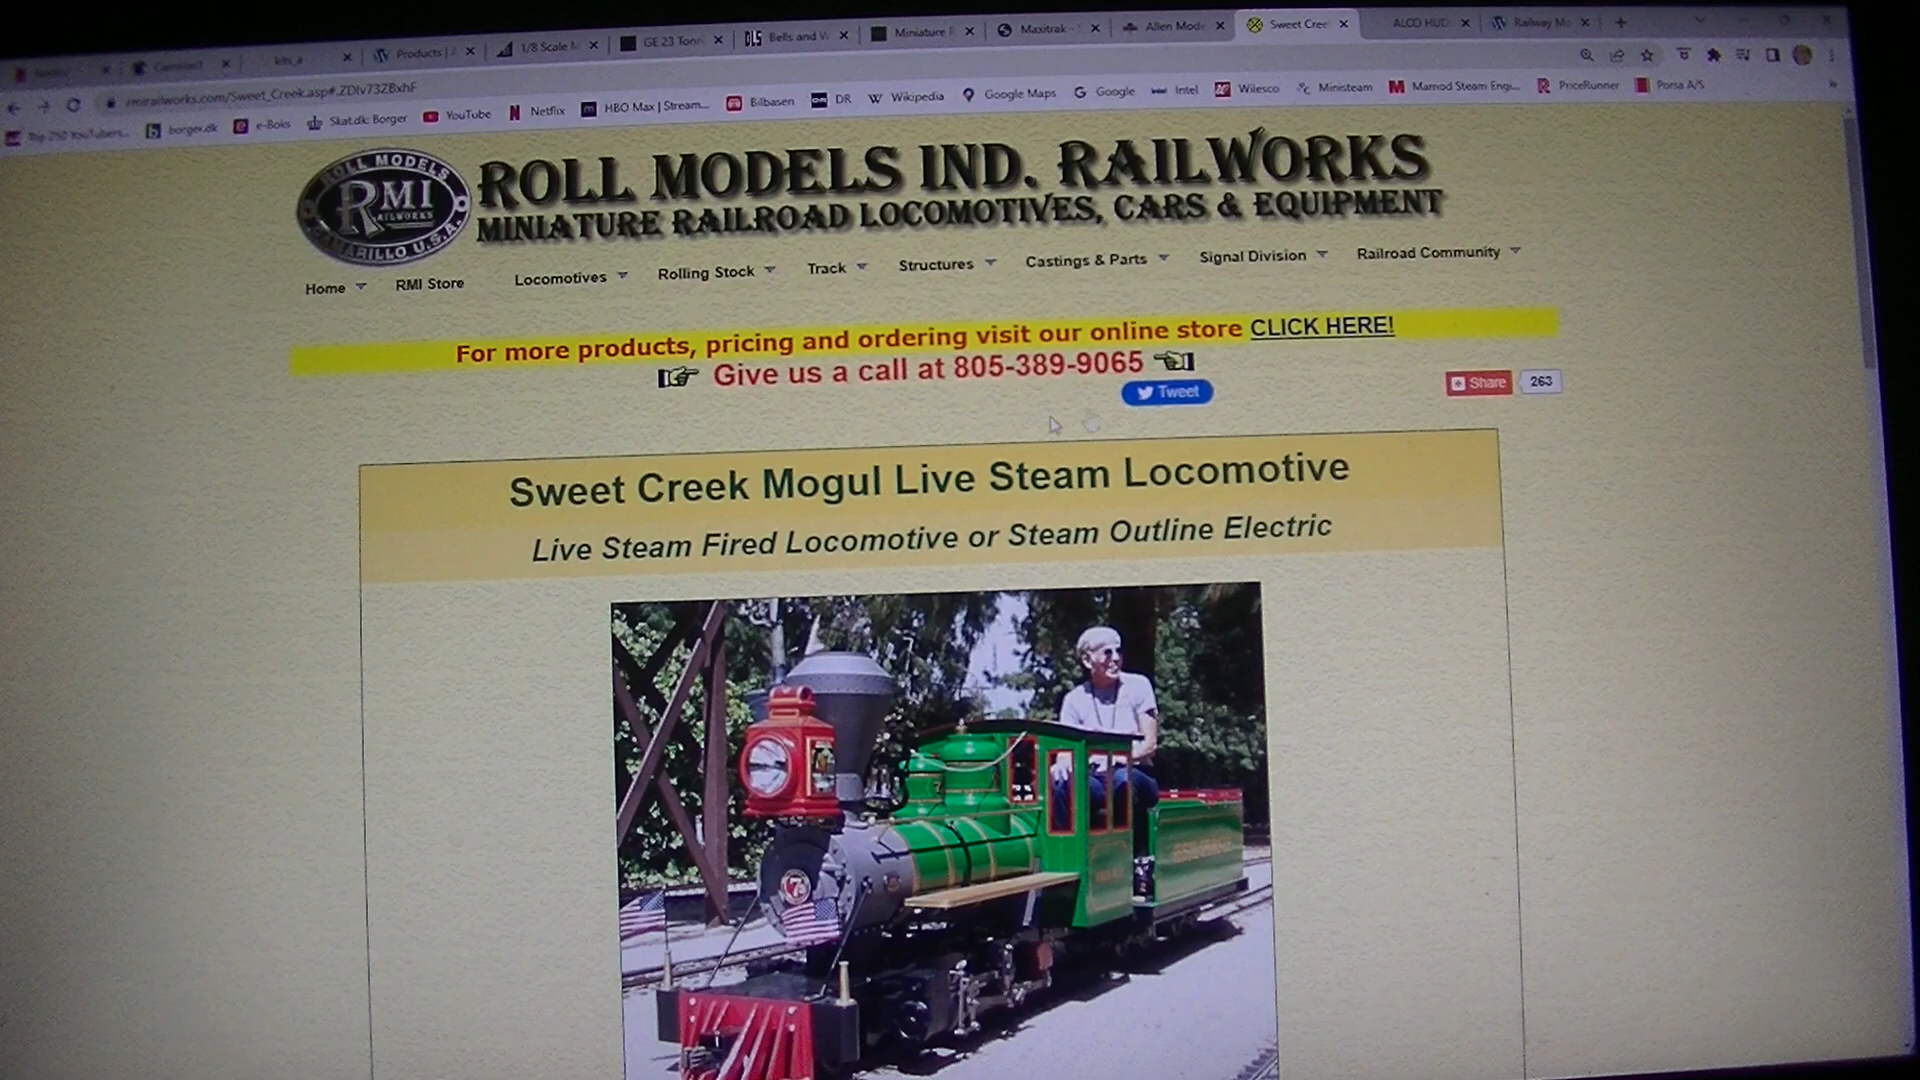 Products |
1/8 Scale
GE 23 Tonn
DLS Bells and W
Miniature
Maxitrak -
Allen Mode
Sweet Cree
ALCO HUD
Railway Mo
rmirailworks.com/Sweet_Creek.asp#.ZDIv73ZBxhF
Top 250 YouTubers...
borger.dk
e-Boks
Skat.dk: Borger
YouTube
Netflix
HBO Max | Stream...
Bilbasen
DR
Wikipedia
Google Maps
Google
Intel
Wilesco
Ministeam
Mamod Steam Engi...
PriceRunner
Porsa A/S
ROLL MODELS
RMI
RAILWORKS
CAMARILLO U.S.A.
ROLL MODELS IND. RAILWORKS
MINIATURE RAILROAD LOCOMOTIVES, CARS & EQUIPMENT
Home RMI Store Locomotives Rolling Stock Track Structures Castings & Parts Signal Division Railroad Community
For more products, pricing and ordering visit our online store CLICK HERE!
Give us a call at 805-389-9065
Tweet
Share 263
Sweet Creek Mogul Live Steam Locomotive
Live Steam Fired Locomotive or Steam Outline Electric